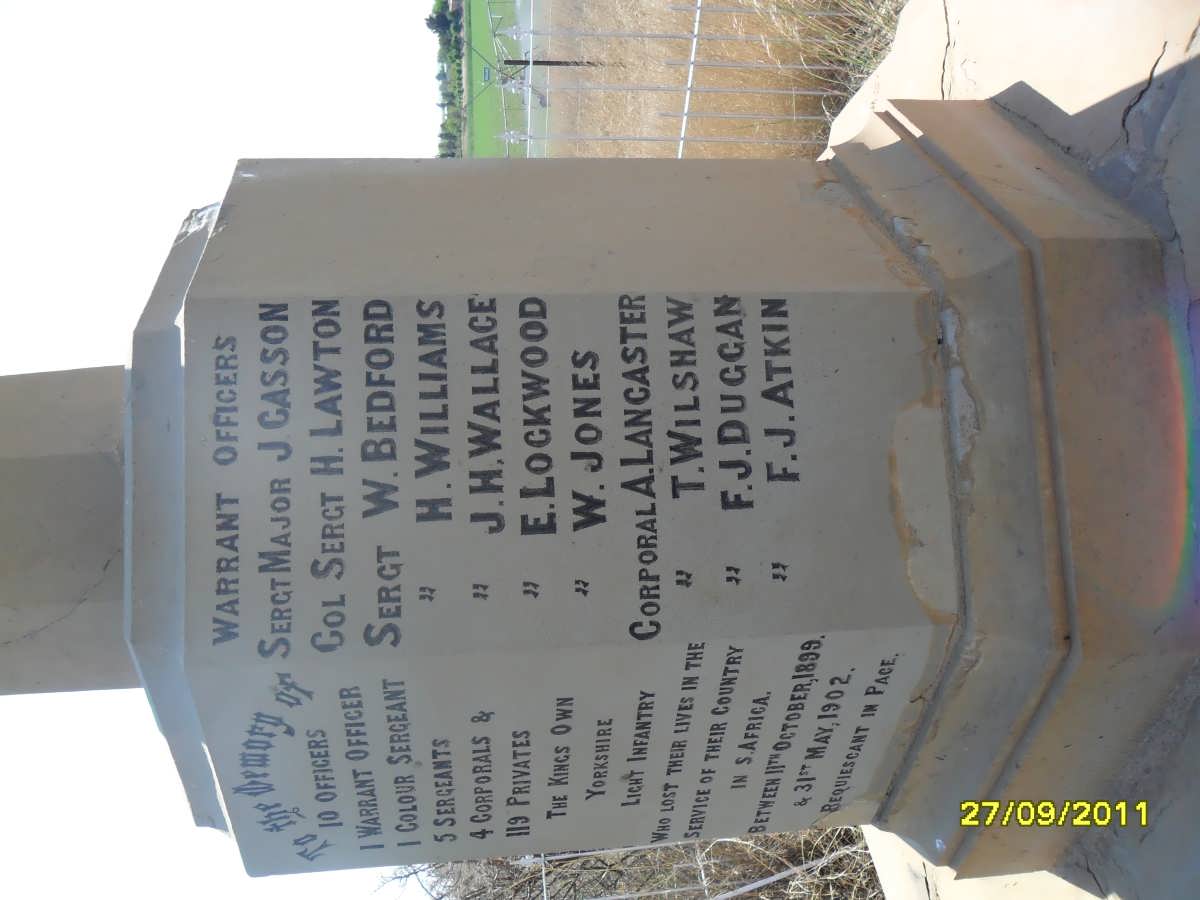 To the Memory of
10 OFFICERS
1 WARRANT OFFICER
1 COLOUR SERGEANT
5 SERGEANTS
4 CORPORALS &
119 PRIVATES
THE KINGS OWN
YORKSHIRE
LIGHT INFANTRY
WHO LOST THEIR LIVES IN THE
SERVICE OF THEIR COUNTRY
IN S.AFRICA.
BETWEEN 11TH OCTOBER, 1899.
& 31ST MAY, 1902.
REQUIESCANT IN PACE.
WARRANT OFFICERS
SERGT MAJOR J. CASSON
COL SERGT H. LAWTON
SERGT W. BEDFORD
" H. WILLIAMS
" J.H. WALLACE
" E. LOCKWOOD
" W. JONES
CORPORAL A. LANCASTER
" T. WILSHAW
" F.J. DUGGAN
" F.J. ATKIN
27/09/2011